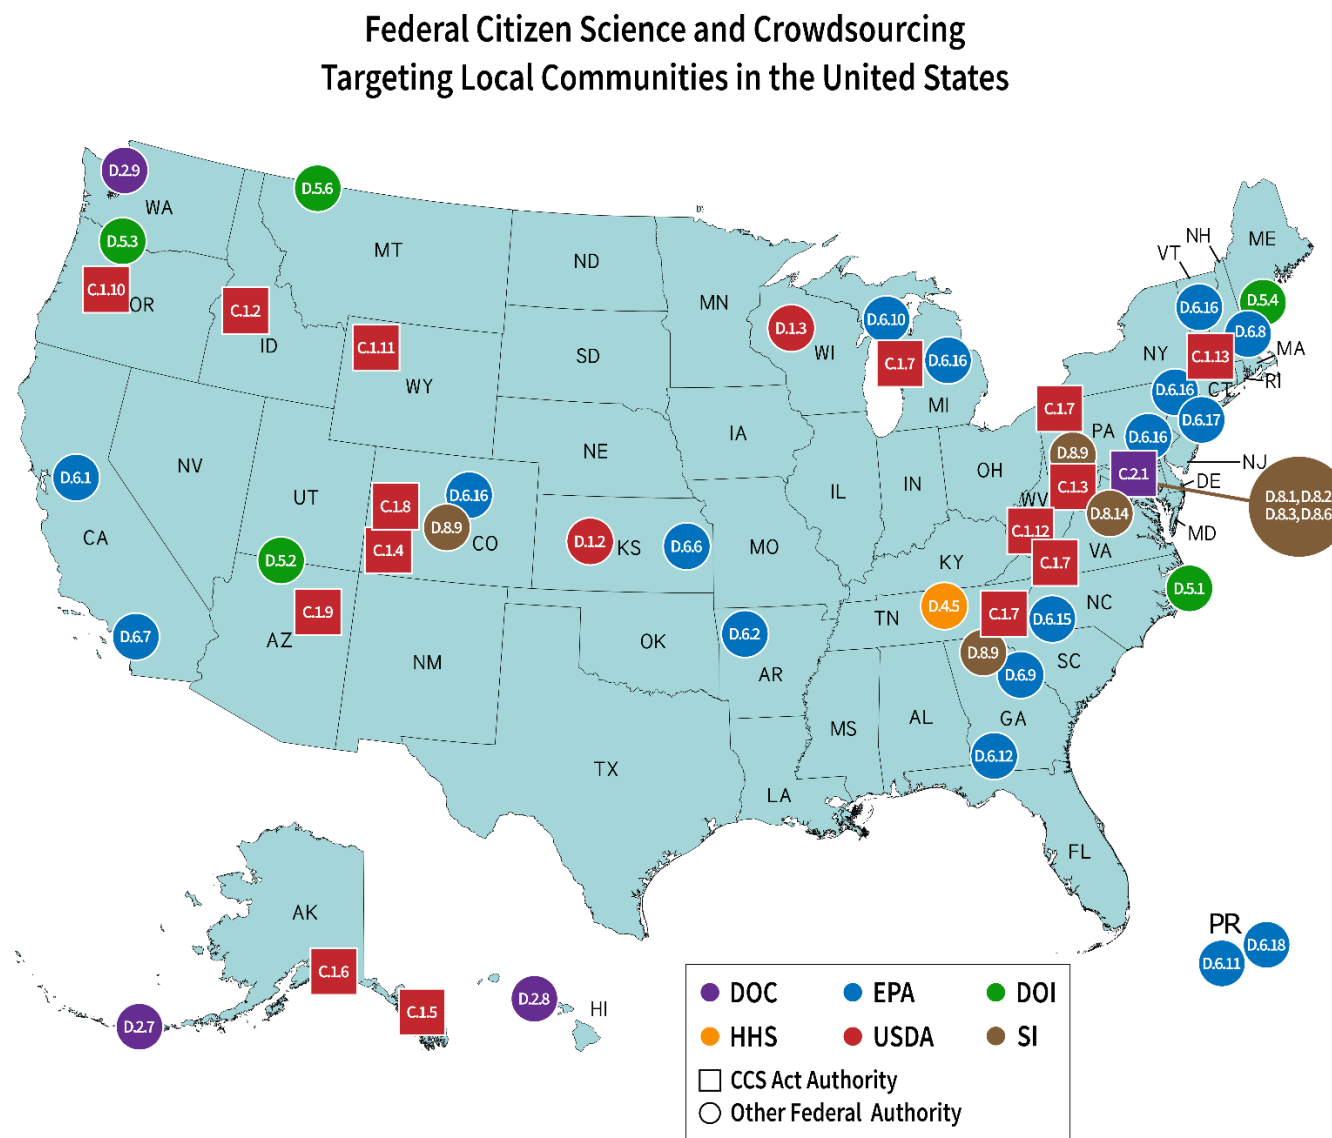 Federal Citizen Science and Crowdsourcing
Targeting Local Communities in the United States
D.2.9
WA
D.5.6
D.5.3
C.1.10
OR
C.1.2
ID
MT
C.1.11
WY
ND
SD
MN
D.1.3
WI
D.6.10
C.1.7
D.6.16
MI
NH
VT
ME
D.6.16
D.5.4
D.6.8
NY
C.1.13
MA
RI
CT
D.6.16
D.6.17
C.1.7
PA
D.6.16
D.8.9
C.2.1
NJ
DE
MD
D.8.1, D.8.2
D.8.3, D.8.6
C.1.3
WV
D.8.14
C.1.12
VA
C.1.7
NV
UT
D.6.1
CA
D.6.7
C.1.8
D.6.16
D.8.9
CO
C.1.4
D.5.2
C.1.9
AZ
NM
NE
IA
D.1.2
KS
D.6.6
MO
IL
IN
OH
KY
D.5.1
TN
D.4.5
C.1.7
D.6.15
NC
D.8.9
SC
D.6.9
GA
D.6.12
OK
D.6.2
AR
MS
AL
TX
LA
FL
AK
C.1.6
C.1.5
D.2.7
D.2.8
HI
PR
D.6.18
D.6.11
DOC EPA DOI
HHS USDA SI
CCS Act Authority
Other Federal Authority